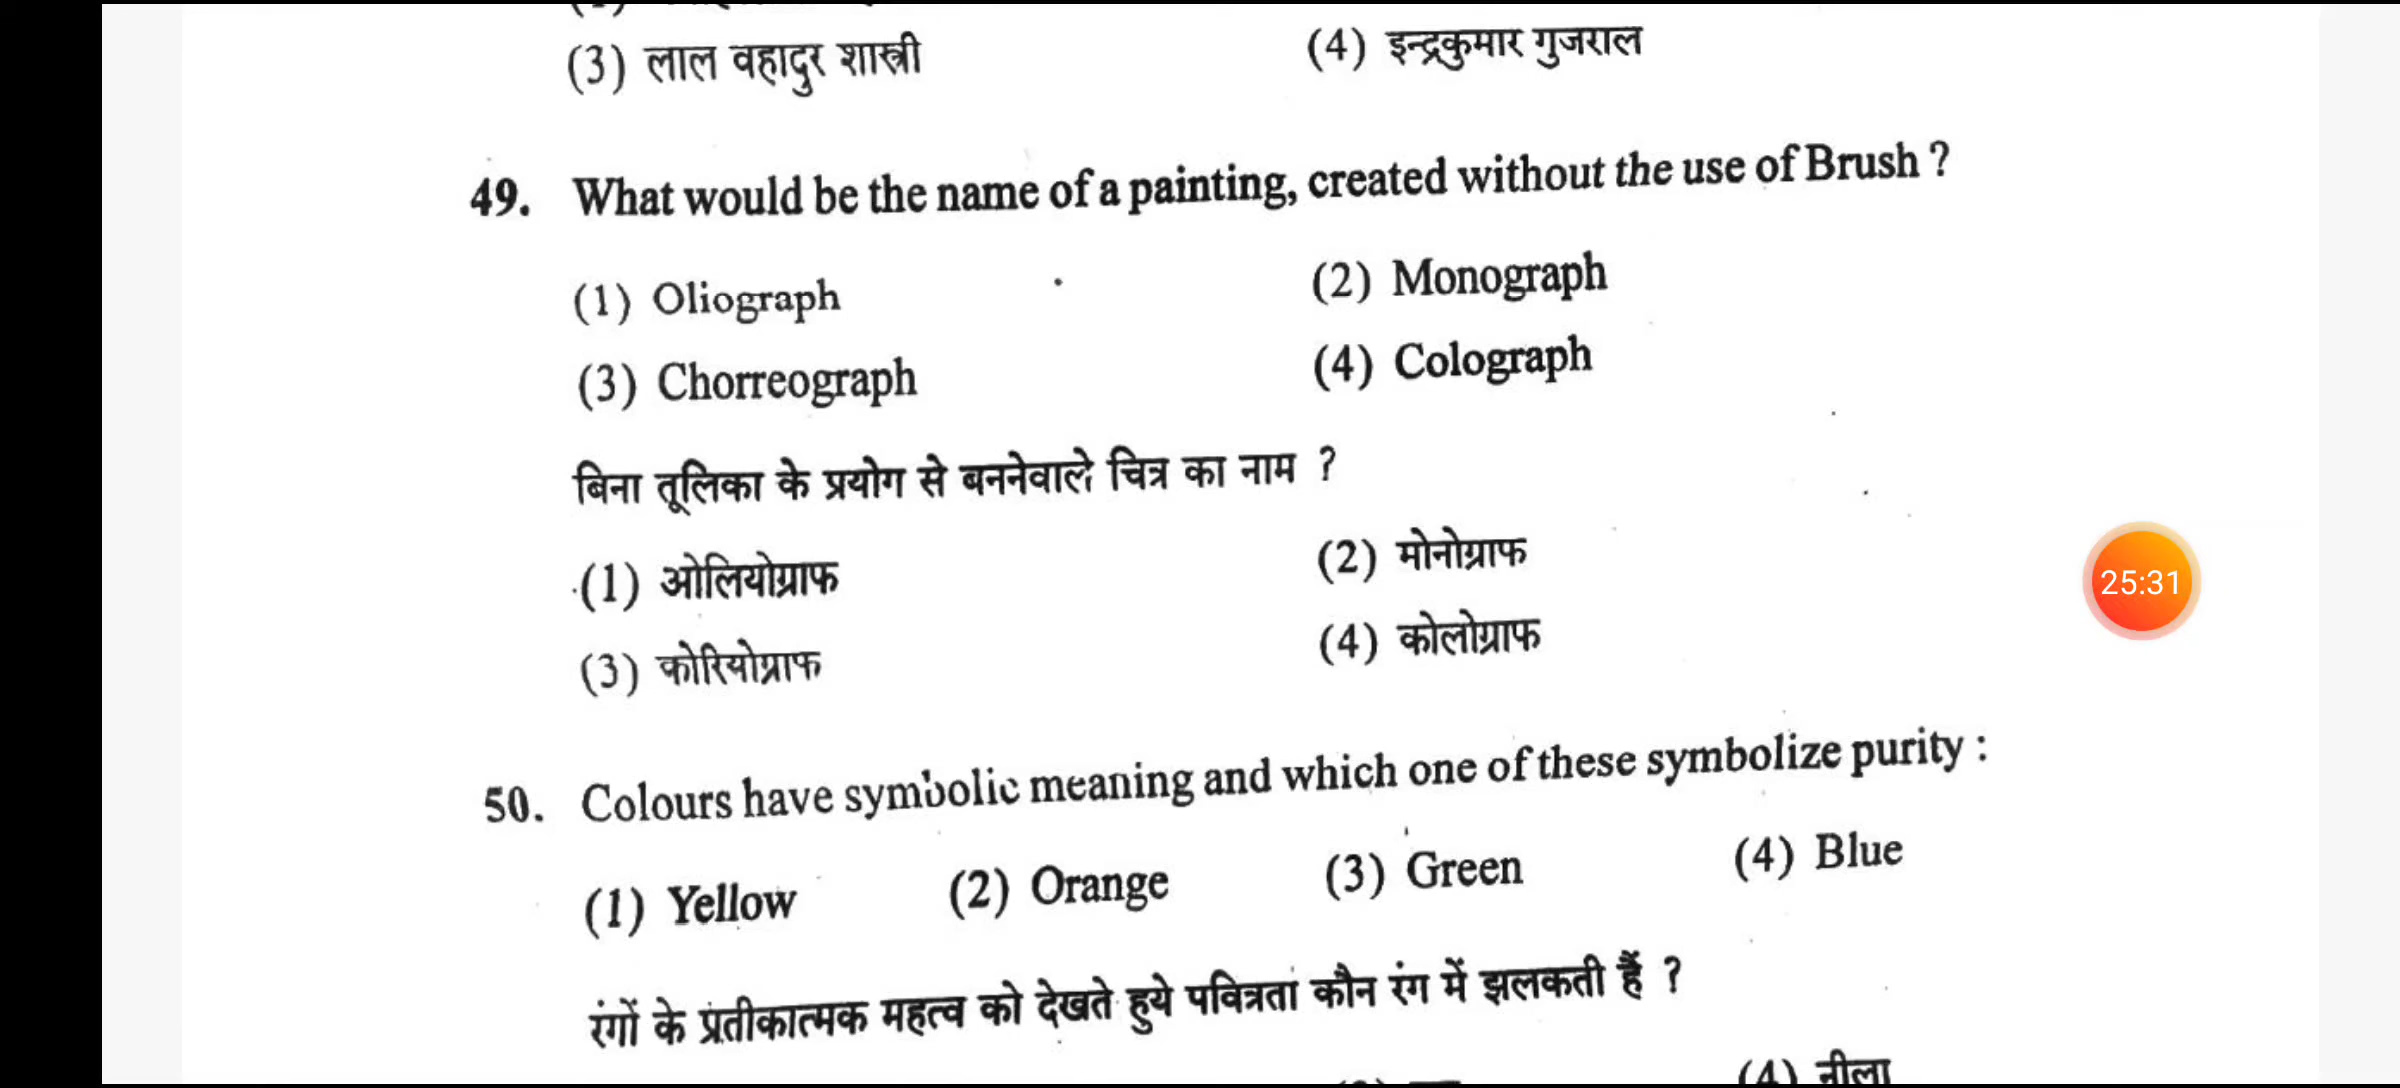 (3) लाल वहादुर शास्त्री (4) इन्द्रकुमार गुजराल
49. What would be the name of a painting, created without the use of Brush ?
(1) Oliograph (2) Monograph
(3) Chorreograph (4) Colograph
बिना तूलिका के प्रयोग से बननेवाले चित्र का नाम ?
(1) ओलियोग्राफ (2) मोनोग्राफ
(3) कोरियोग्राफ (4) कोलोग्राफ
25:31
50. Colours have symbolic meaning and which one of these symbolize purity :
(1) Yellow (2) Orange (3) Green (4) Blue
रंगों के प्रतीकात्मक महत्व को देखते हुये पवित्रता कौन रंग में झलकती हैं ?
(4) नीला